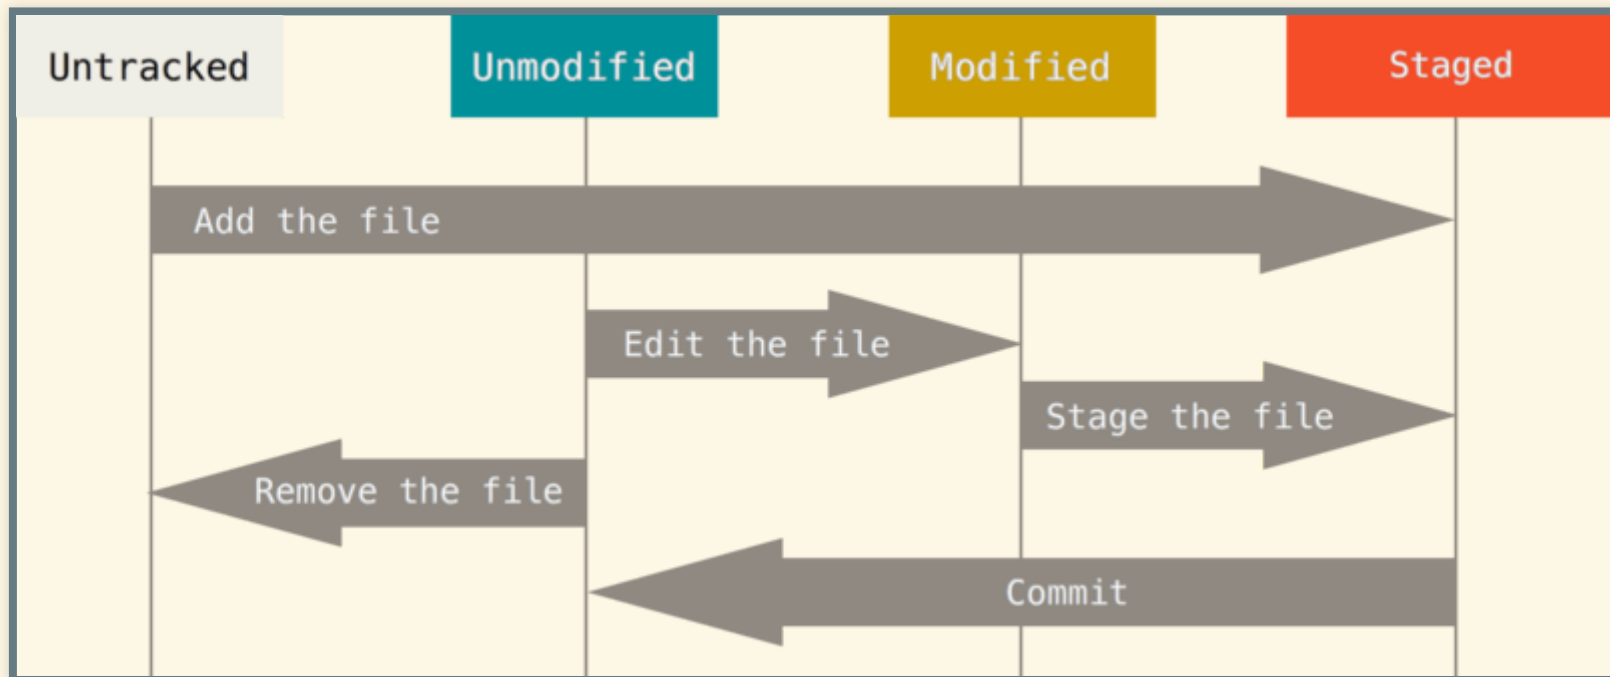 Untracked
Unmodified
Modified
Staged
Add the file
Edit the file
Stage the file
Remove the file
Commit